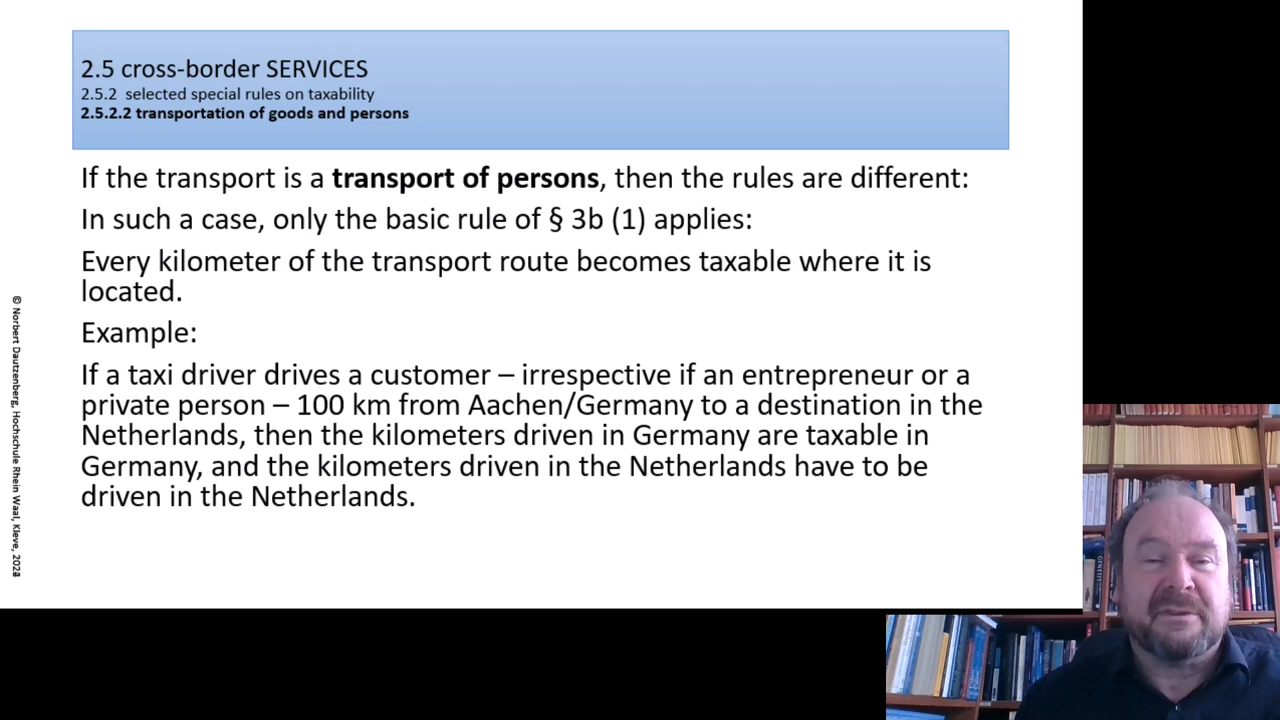 2.5 cross-border SERVICES
2.5.2 selected special rules on taxability
2.5.2.2 transportation of goods and persons
If the transport is a transport of persons, then the rules are different:
In such a case, only the basic rule of § 3b (1) applies:
Every kilometer of the transport route becomes taxable where it is
located.
Example:
If a taxi driver drives a customer – irrespective if an entrepreneur or a
private person – 100 km from Aachen/Germany to a destination in the
Netherlands, then the kilometers driven in Germany are taxable in
Germany, and the kilometers driven in the Netherlands have to be
driven in the Netherlands.
© Norbert Dautzenberg, Hochschule Rhein Waal, Kleve,
GENESIS